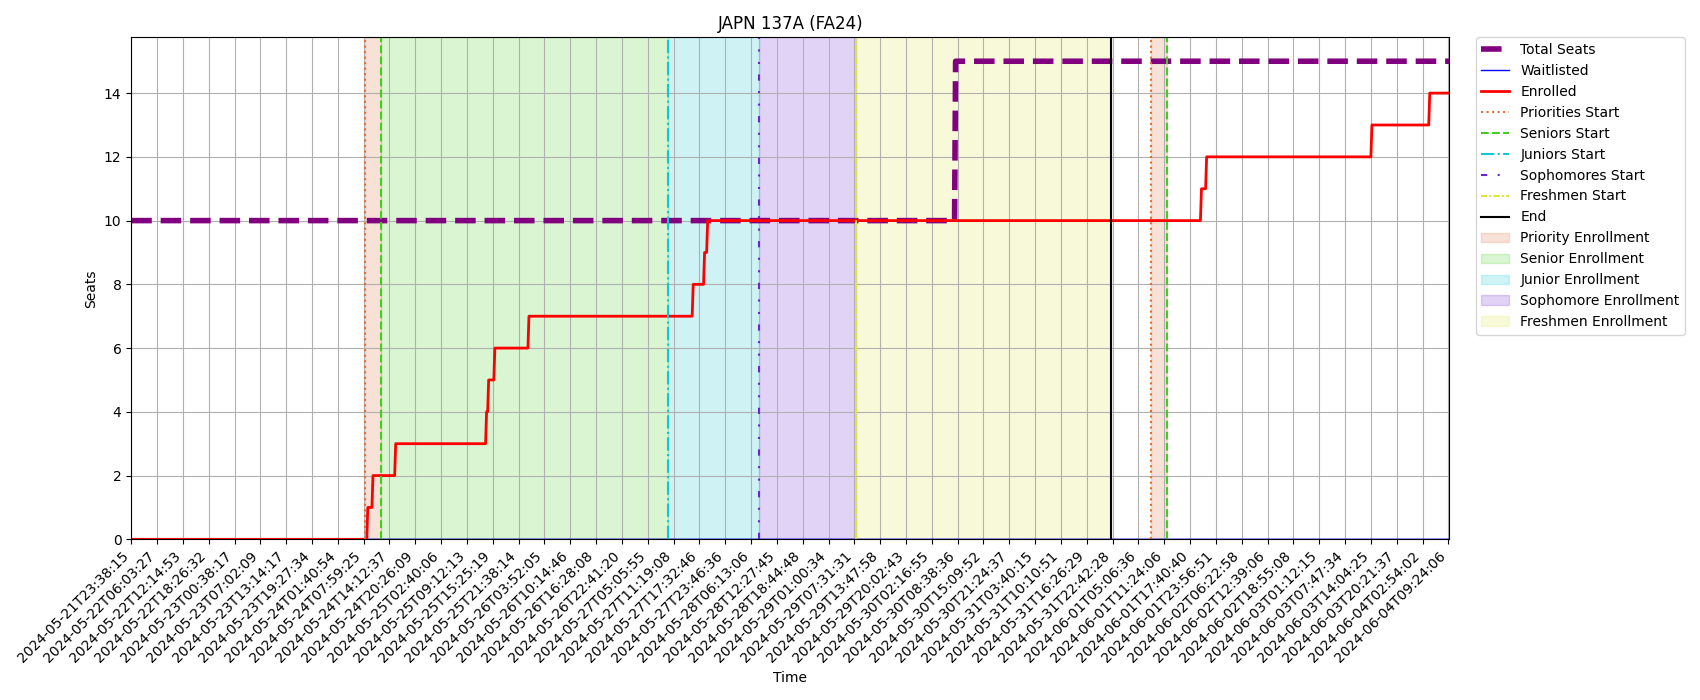 JAPN 137A (FA24)
Seats
14
12
10
8
6
4
2
0
2024-05-21T23:38:15
2024-05-22T06:03:27
2024-05-22T12:14:53
2024-05-22T18:26:32
2024-05-23T00:38:17
2024-05-23T07:02:09
2024-05-23T13:14:17
2024-05-23T19:27:34
2024-05-24T01:40:54
2024-05-24T07:59:25
2024-05-24T14:12:37
2024-05-24T20:26:09
2024-05-25T02:40:06
2024-05-25T09:12:13
2024-05-25T15:25:19
2024-05-25T21:38:14
2024-05-26T03:52:05
2024-05-26T10:14:46
2024-05-26T16:28:08
2024-05-26T22:41:20
2024-05-27T05:05:55
2024-05-27T11:19:08
2024-05-27T17:32:46
2024-05-27T23:46:36
2024-05-28T06:13:06
2024-05-28T12:27:45
2024-05-28T18:44:48
2024-05-29T01:00:34
2024-05-29T07:31:31
2024-05-29T13:47:58
2024-05-29T20:02:43
2024-05-30T02:16:55
2024-05-30T08:38:36
2024-05-30T15:09:52
2024-05-30T21:24:37
2024-05-31T03:40:15
2024-05-31T10:10:51
2024-05-31T16:26:29
2024-05-31T22:42:28
2024-06-01T05:06:36
2024-06-01T11:24:06
2024-06-01T17:40:40
2024-06-01T23:56:51
2024-06-02T06:22:58
2024-06-02T12:39:06
2024-06-02T18:55:08
2024-06-03T01:12:15
2024-06-03T07:47:34
2024-06-03T14:04:25
2024-06-03T20:21:37
2024-06-04T02:54:02
2024-06-04T09:24:06
Time
Total Seats
Waitlisted
Enrolled
Priorities Start
Seniors Start
Juniors Start
Sophomores Start
Freshmen Start
End
Priority Enrollment
Senior Enrollment
Junior Enrollment
Sophomore Enrollment
Freshmen Enrollment